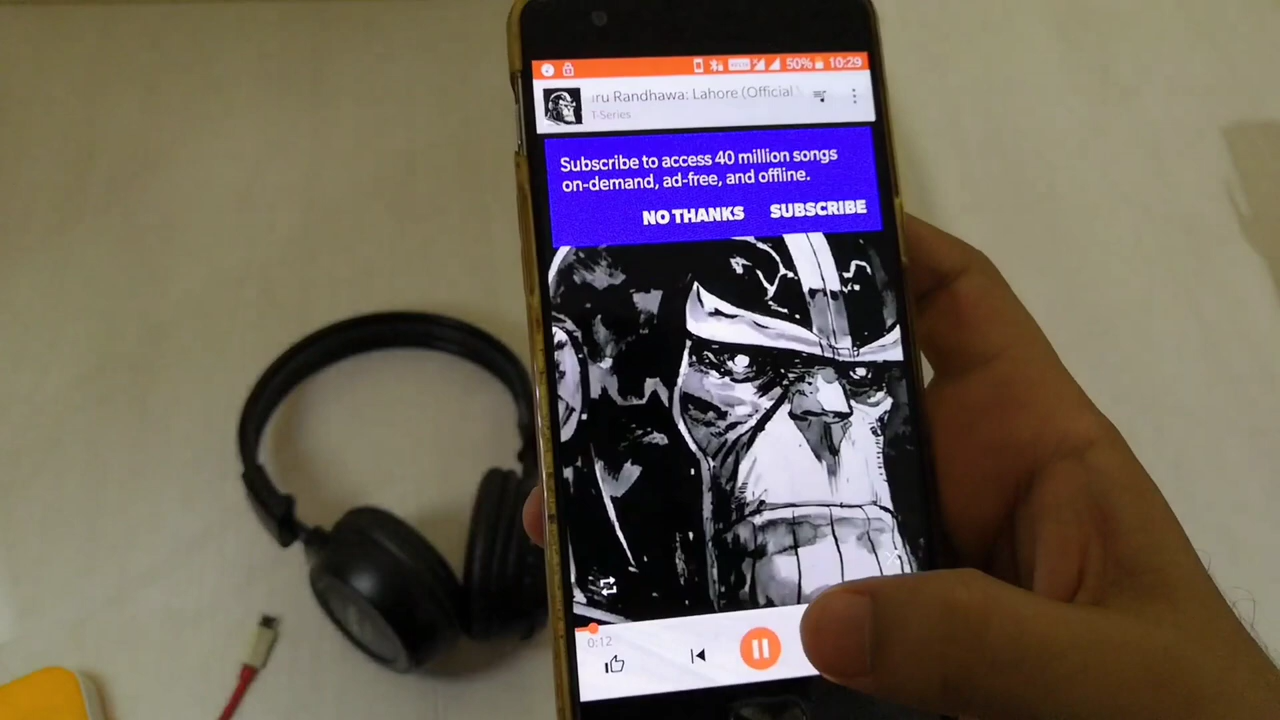 50% 10:29
ru Randhawa: Lahore (Official
T-Series
Subscribe to access 40 million songs
on-demand, ad-free, and offline.
NO THANKS SUBSCRIBE
0:12